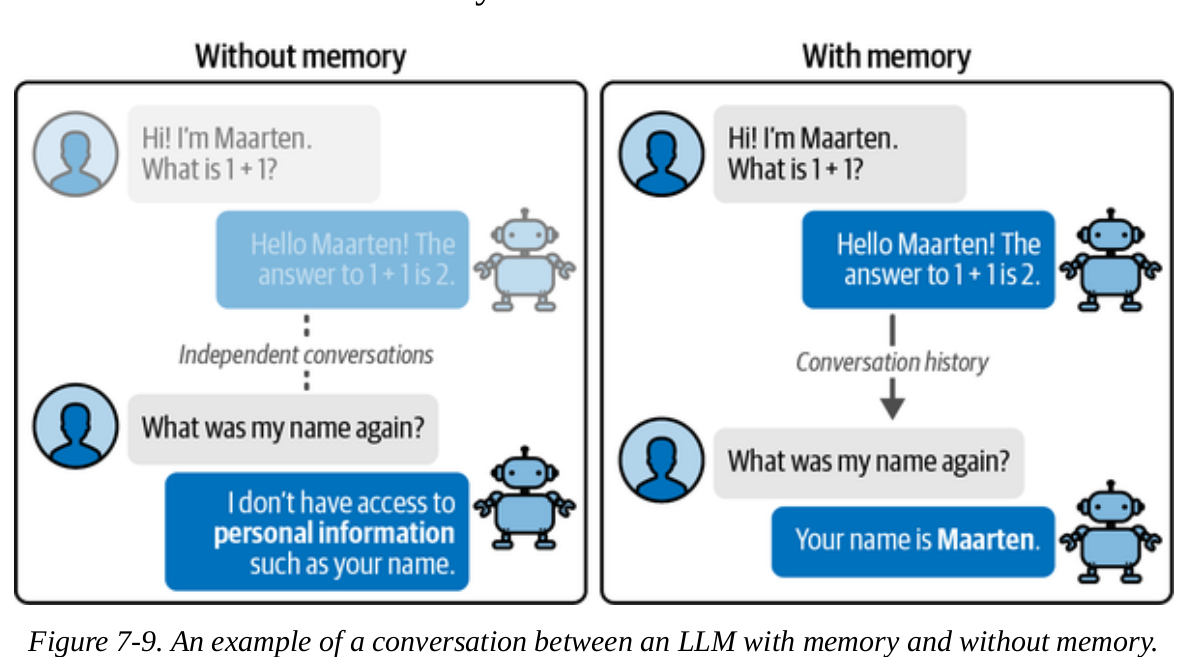 Without memory
Hi! I'm Maarten.
What is 1 + 1?
Hello Maarten! The
answer to 1 + 1 is 2.
Independent conversations
What was my name again?
I don't have access to
personal information
such as your name.
With memory
Hi! I'm Maarten.
What is 1 + 1?
Hello Maarten! The
answer to 1 + 1 is 2.
Conversation history
What was my name again?
Your name is Maarten.
Figure 7-9. An example of a conversation between an LLM with memory and without memory.